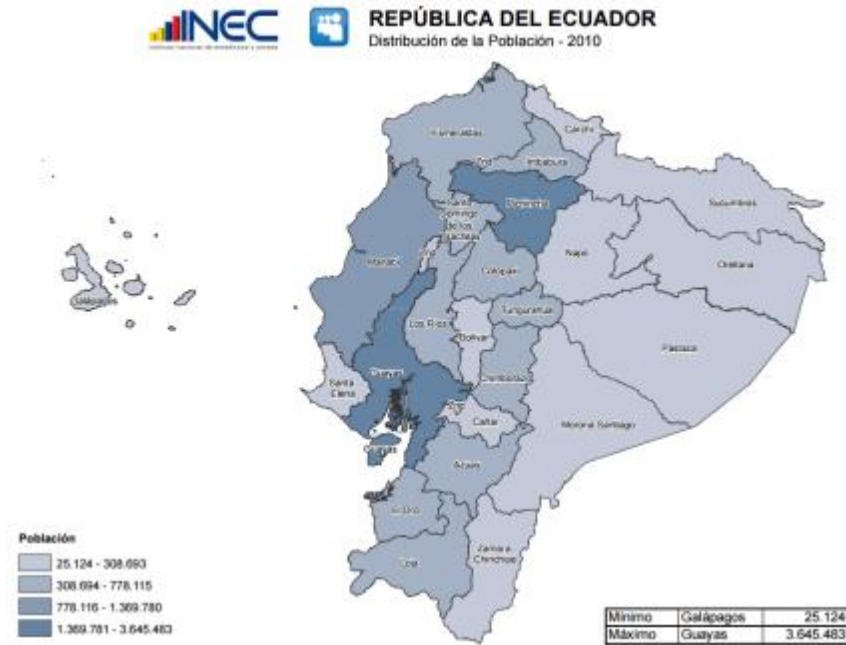 INEC
REPÚBLICA DEL ECUADOR
Distribución de la Población - 2010
Esmeraldas
Carchi
Imbabura
Pichincha
Santo
Domingo
de los
Sucumbios
Manabí
Napo
Orellana
Cotopaxi
Galápagos
Tungurahua
Los Ríos
Bolívar
Pastaza
Chimborazo
Guayas
Santa
Elena
Cañar
Morona Santiago
Guayas
Azuay
El Oro
Zamora
Chinchipe
Loja
Población
25.124 - 308.693
308.694 - 778.115
778.116 - 1.369.780
1.369.781 - 3.645.483
Mínimo Galápagos 25.124
Máximo Guayas 3.645.483